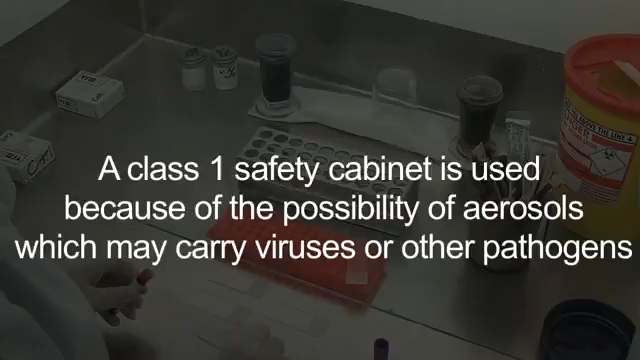 A class 1 safety cabinet is used
because of the possibility of aerosols
which may carry viruses or other pathogens